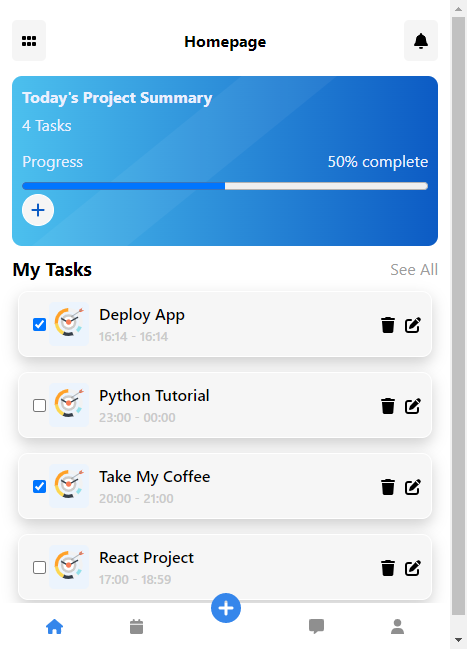 Homepage
Today's Project Summary
4 Tasks
Progress 50% complete
My Tasks See All
Deploy App
16:14 - 16:14
Python Tutorial
23:00 - 00:00
Take My Coffee
20:00 - 21:00
React Project
17:00 - 18:59